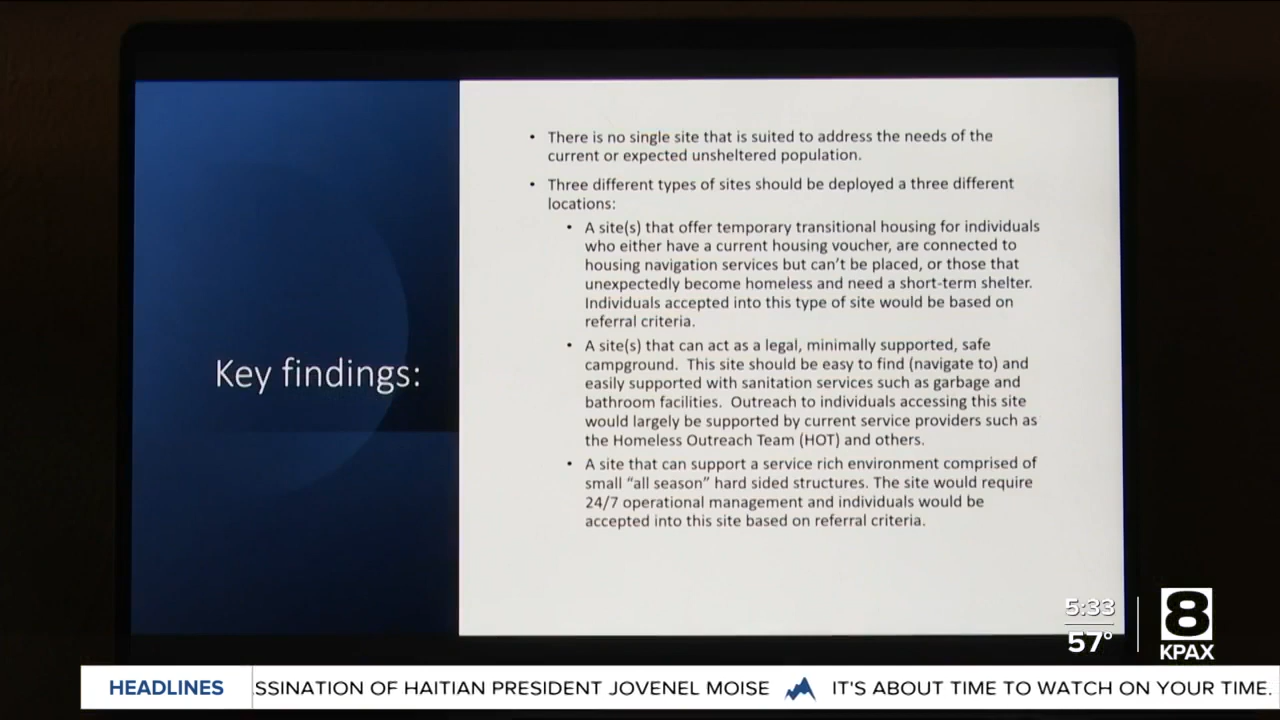 Key findings:
• There is no single site that is suited to address the needs of the
current or expected unsheltered population.
• Three different types of sites should be deployed a three different
locations:
• A site(s) that offer temporary transitional housing for individuals
who either have a current housing voucher, are connected to
housing navigation services but can't be placed, or those that
unexpectedly become homeless and need a short-term shelter.
Individuals accepted into this type of site would be based on
referral criteria.
• A site(s) that can act as a legal, minimally supported, safe
campground. This site should be easy to find (navigate to) and
easily supported with sanitation services such as garbage and
bathroom facilities. Outreach to individuals accessing this site
would largely be supported by current service providers such as
the Homeless Outreach Team (HOT) and others.
• A site that can support a service rich environment comprised of
small “all season” hard sided structures. The site would require
24/7 operational management and individuals would be
accepted into this site based on referral criteria.
5:33
57°
8
KPAX
HEADLINES SSINATION OF HAITIAN PRESIDENT JOVENEL MOISE IT'S ABOUT TIME TO WATCH ON YOUR TIME.